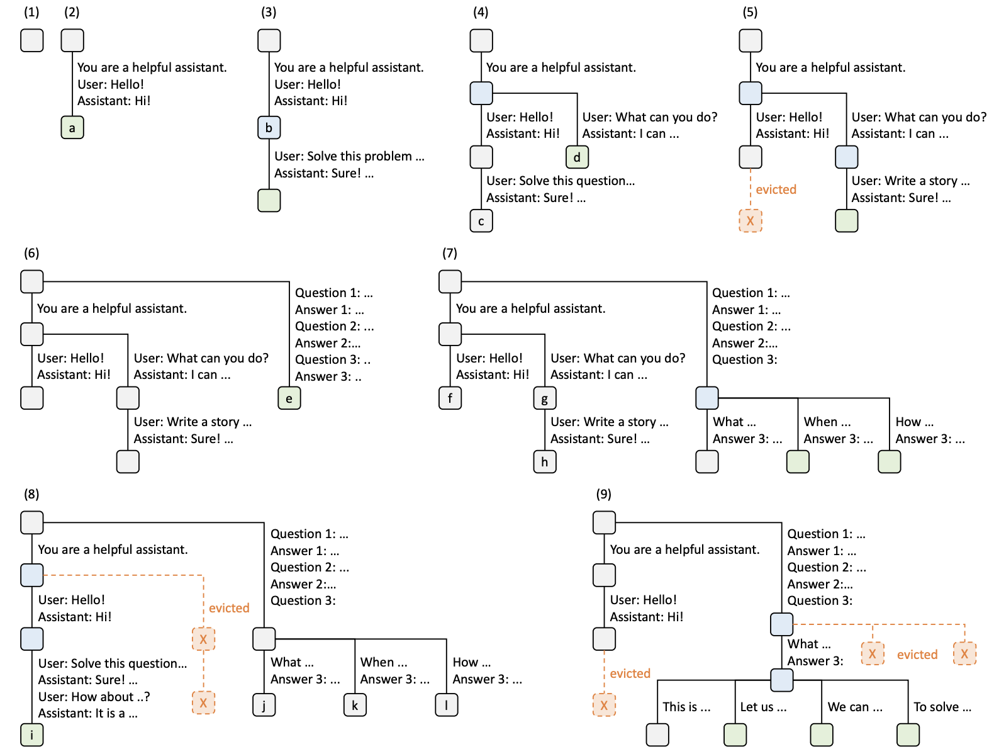 (1)
(2)
You are a helpful assistant.
User: Hello!
Assistant: Hi!
a
(3)
You are a helpful assistant.
User: Hello!
Assistant: Hi!
b
User: Solve this problem ...
Assistant: Sure! ...
(4)
You are a helpful assistant.
User: Hello!
Assistant: Hi!
User: What can you do?
Assistant: I can ...
d
User: Solve this question...
Assistant: Sure! ...
c
(5)
You are a helpful assistant.
User: Hello!
Assistant: Hi!
User: What can you do?
Assistant: I can ...
evicted
X
User: Write a story ...
Assistant: Sure! ...
(6)
You are a helpful assistant.
User: Hello!
Assistant: Hi!
User: What can you do?
Assistant: I can ...
User: Write a story ...
Assistant: Sure! ...
Question 1: ...
Answer 1: ...
Question 2: ...
Answer 2:...
Question 3: ..
Answer 3: ..
e
(7)
You are a helpful assistant.
User: Hello!
Assistant: Hi!
f
User: What can you do?
Assistant: I can ...
g
User: Write a story ...
Assistant: Sure! ...
h
Question 1: ...
Answer 1: ...
Question 2: ...
Answer 2:...
Question 3:
What ...
Answer 3: ...
When ...
Answer 3: ...
How ...
Answer 3: ...
(8)
You are a helpful assistant.
User: Hello!
Assistant: Hi!
User: Solve this question...
Assistant: Sure! ...
User: How about ..?
Assistant: It is a ...
i
evicted
X
X
Question 1: ...
Answer 1: ...
Question 2: ...
Answer 2:...
Question 3:
What ...
Answer 3: ...
j
When ...
Answer 3: ...
k
How ...
Answer 3: ...
l
(9)
You are a helpful assistant.
User: Hello!
Assistant: Hi!
evicted
X
Question 1: ...
Answer 1: ...
Question 2: ...
Answer 2:...
Question 3:
What ...
Answer 3:
X
evicted
X
This is ...
Let us ...
We can ...
To solve ...